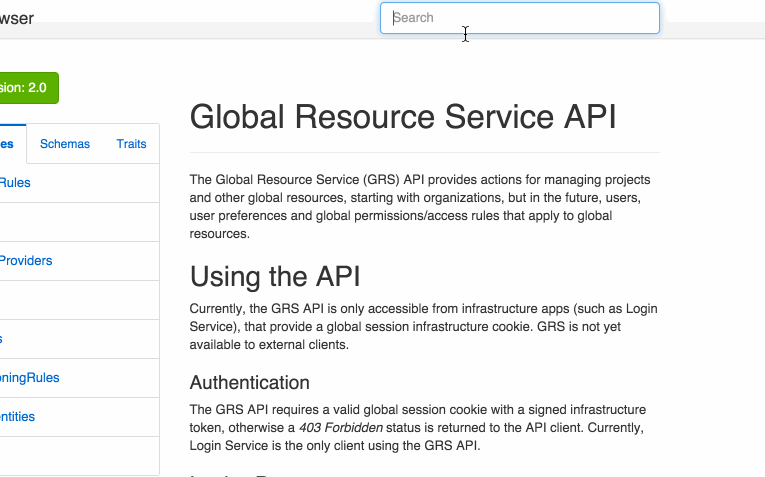 wser
Search
sion: 2.0
es
Schemas
Traits
Rules
Providers
s
oningRules
entities
Global Resource Service API
The Global Resource Service (GRS) API provides actions for managing projects
and other global resources, starting with organizations, but in the future, users,
user preferences and global permissions/access rules that apply to global
resources.
Using the API
Currently, the GRS API is only accessible from infrastructure apps (such as Login
Service), that provide a global session infrastructure cookie. GRS is not yet
available to external clients.
Authentication
The GRS API requires a valid global session cookie with a signed infrastructure
token, otherwise a 403 Forbidden status is returned to the API client. Currently,
Login Service is the only client using the GRS API.